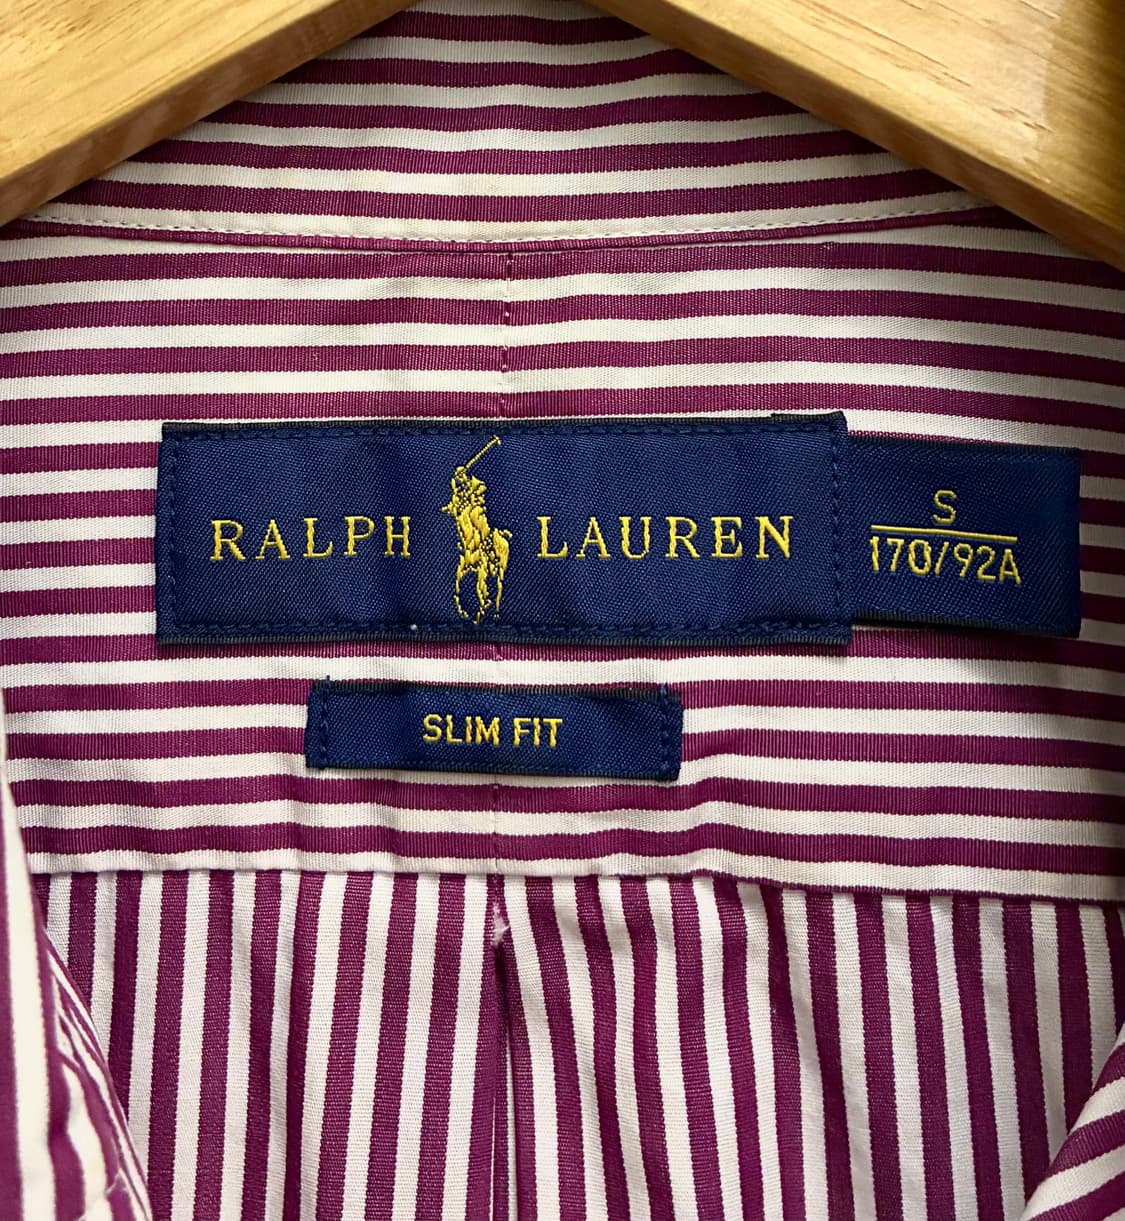 RALPH LAUREN
S
170/92A
SLIM FIT